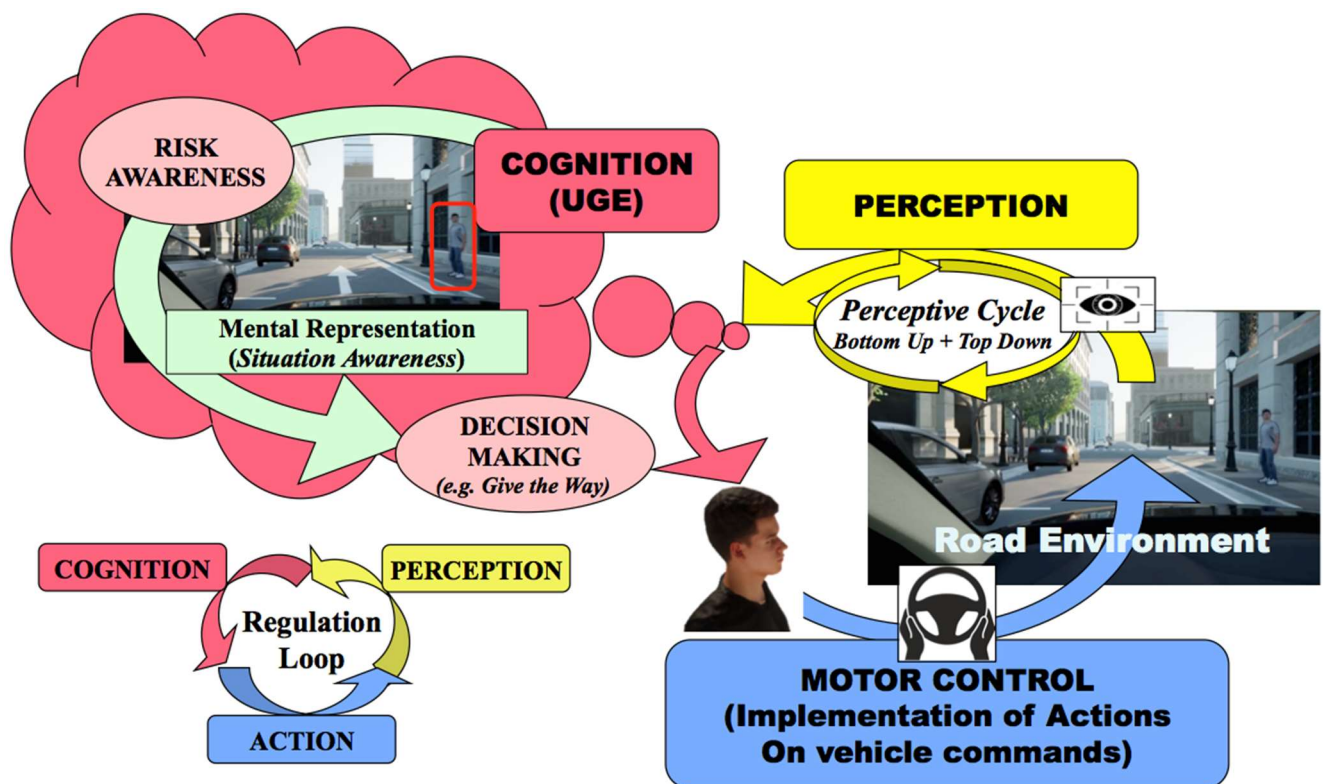 RISK
AWARENESS
COGNITION
(UGE)
Mental Representation
(Situation Awareness)
DECISION
MAKING
(e.g. Give the Way)
PERCEPTION
Perceptive Cycle
Bottom Up + Top Down
Road Environment
MOTOR CONTROL
(Implementation of Actions
On vehicle commands)
COGNITION
PERCEPTION
Regulation
Loop
ACTION